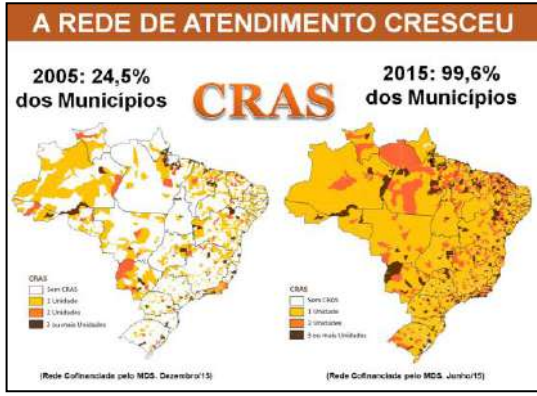 A REDE DE ATENDIMENTO CRESCEU
2005: 24,5%
dos Municípios
CRAS
2015: 99,6%
dos Municípios
CRAS
Sem CRAS
1 Unidade
2 Unidades
3 ou mais Unidades
CRAS
Sem CRAS
1 Unidade
2 Unidades
3 ou mais Unidades
(Rede Cofinanciada pelo MDS. Dezembro/15)
(Rede Cofinanciada pelo MDS. Junho/15)